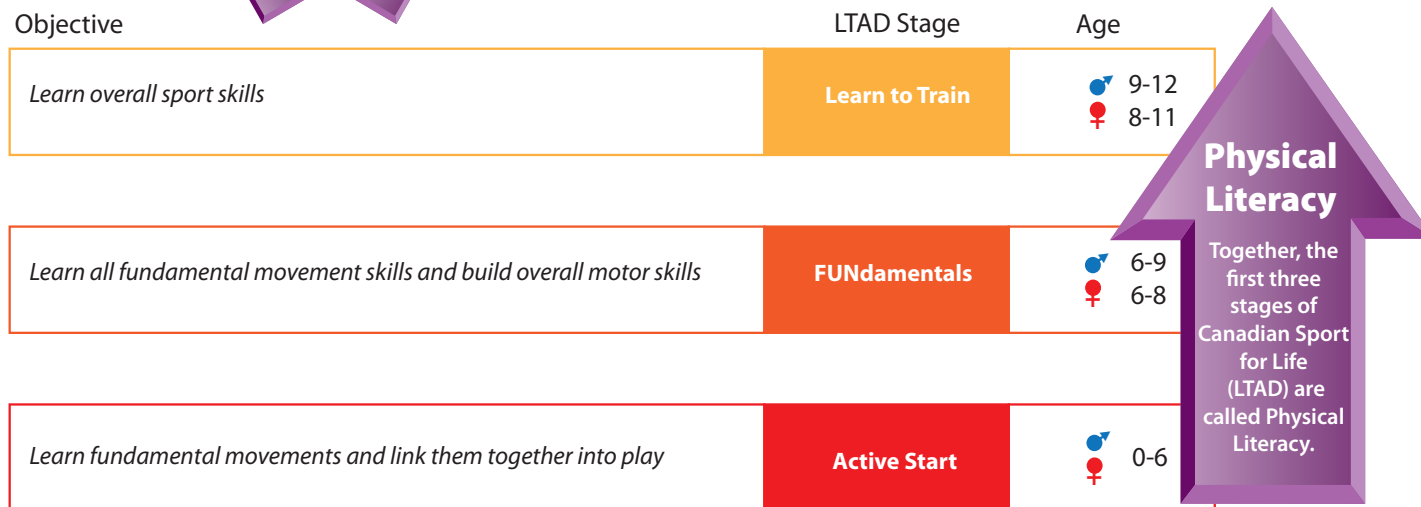 Objective LTAD Stage Age
Learn overall sport skills
Learn to Train
9-12
8-11
Learn all fundamental movement skills and build overall motor skills
FUNdamentals
6-9
6-8
Learn fundamental movements and link them together into play
Active Start
0-6
Physical
Literacy
Together, the
first three
stages of
Canadian Sport
for Life
(LTAD) are
called Physical
Literacy.